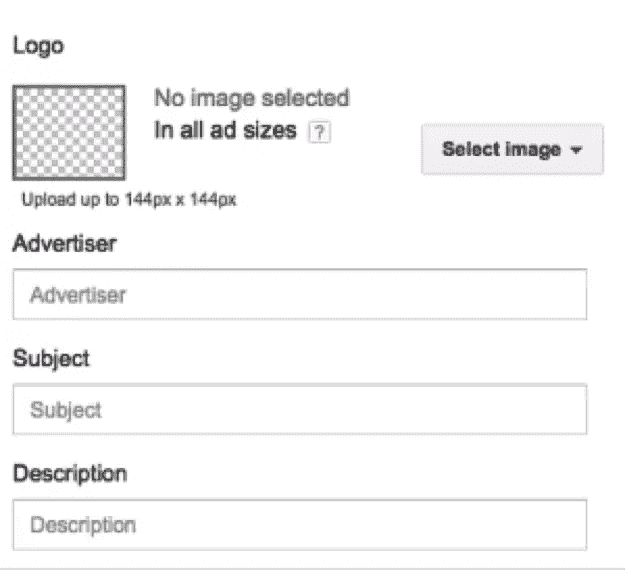 Logo
No image selected
In all ad sizes ?
Select image
Upload up to 144px x 144px
Advertiser
Advertiser
Subject
Subject
Description
Description